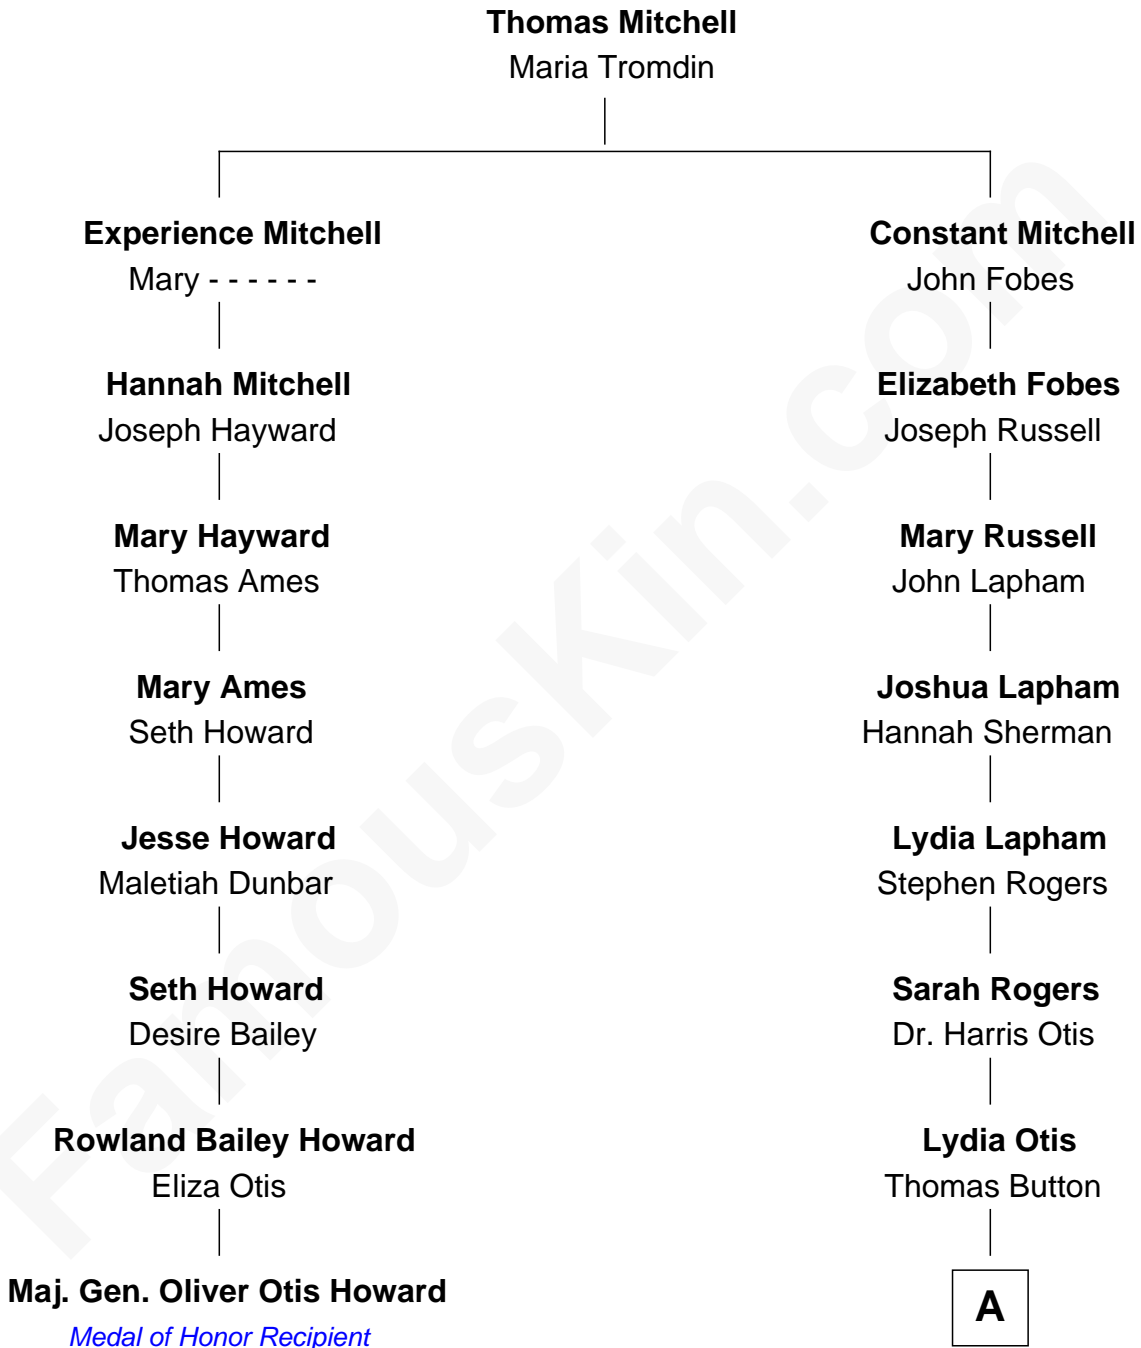 Thomas Mitchell
Maria Tromdin
Experience Mitchell
Mary - - - - - -
Constant Mitchell
John Fobes
Hannah Mitchell
Joseph Hayward
Elizabeth Fobes
Joseph Russell
Mary Hayward
Thomas Ames
Mary Russell
John Lapham
Mary Ames
Seth Howard
Joshua Lapham
Hannah Sherman
Jesse Howard
Maletiah Dunbar
Lydia Lapham
Stephen Rogers
Seth Howard
Desire Bailey
Sarah Rogers
Dr. Harris Otis
Rowland Bailey Howard
Eliza Otis
Lydia Otis
Thomas Button
Maj. Gen. Oliver Otis Howard
Medal of Honor Recipient
A
FamousKin.com